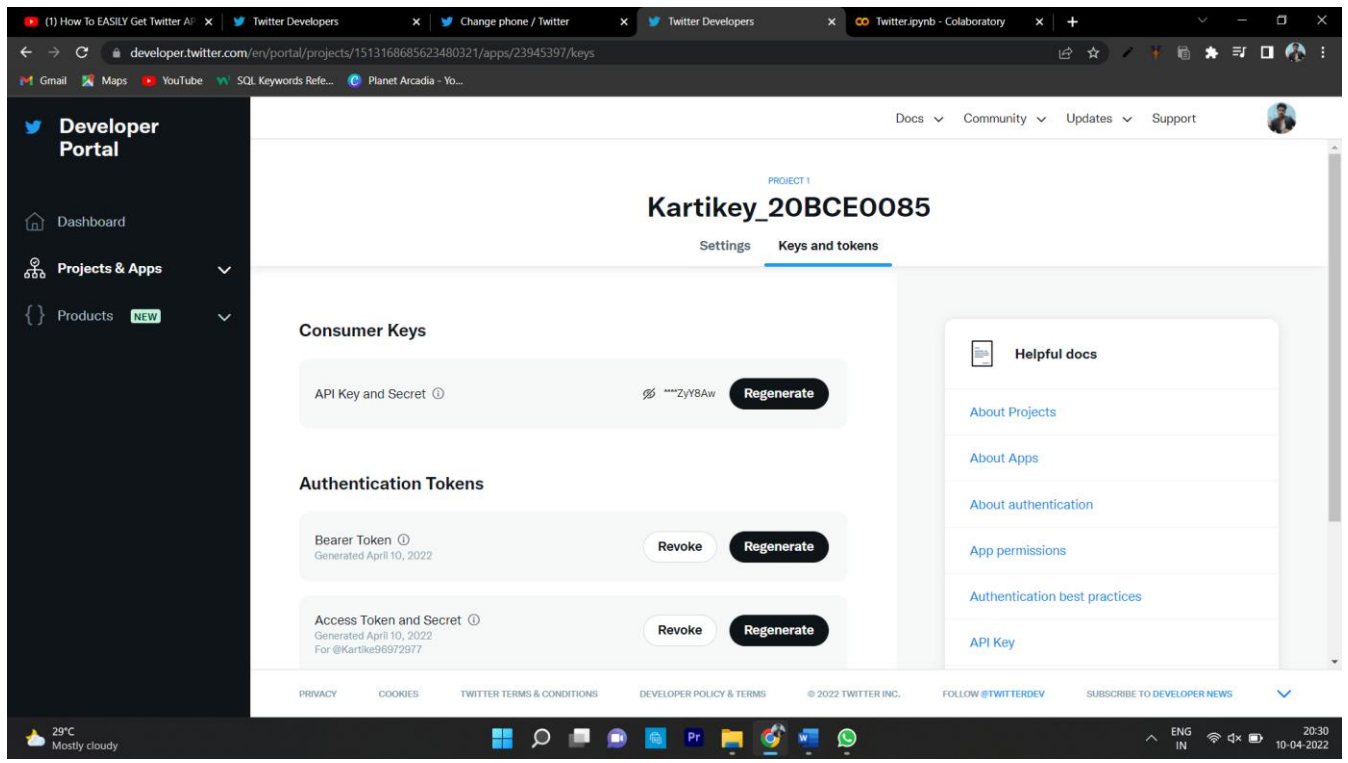 (1) How To EASILY Get Twitter AP
Twitter Developers
Change phone / Twitter
Twitter Developers
Twitter.ipynb - Colaboratory
developer.twitter.com/en/portal/projects/1513168685623480321/apps/23945397/keys
Gmail
Maps
YouTube
SQL Keywords Refe...
Planet Arcadia - Yo...
Developer
Portal
Docs
Community
Updates
Support
Dashboard
Projects & Apps
Products NEW
PROJECT 1
Kartikey_20BCE0085
Settings
Keys and tokens
Consumer Keys
API Key and Secret
****ZyY8Aw
Regenerate
Authentication Tokens
Bearer Token
Generated April 10, 2022
Revoke
Regenerate
Access Token and Secret
Generated April 10, 2022
For @Kartike96972977
Revoke
Regenerate
Helpful docs
About Projects
About Apps
About authentication
App permissions
Authentication best practices
API Key
PRIVACY
COOKIES
TWITTER TERMS & CONDITIONS
DEVELOPER POLICY & TERMS
© 2022 TWITTER INC.
FOLLOW @TWITTERDEV
SUBSCRIBE TO DEVELOPER NEWS
29°C
Mostly cloudy
Pr
ENG
IN
20:30
10-04-2022